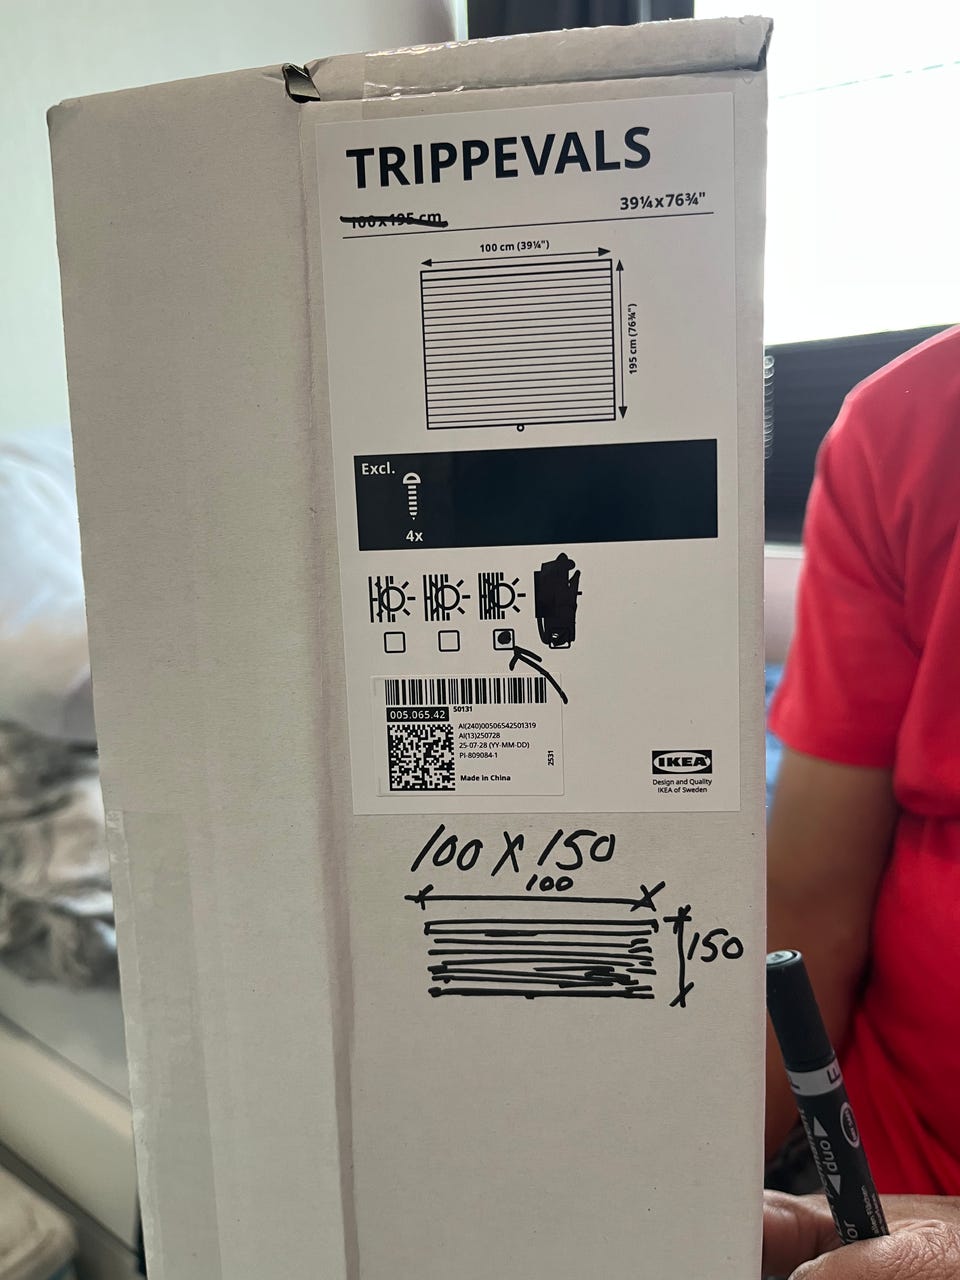 TRIPPEVALS
100x195 cm
39¼x76¾"
100 cm (39¼")
195 cm (76¾")
Excl.
4x
005.065.42
S0131
AI(240)00506542501319
AI(13)250728
25-07-28 (YY-MM-DD)
PI-809084-1
2531
Made in China
IKEA
Design and Quality
IKEA of Sweden
100 X 150
100
150
duo